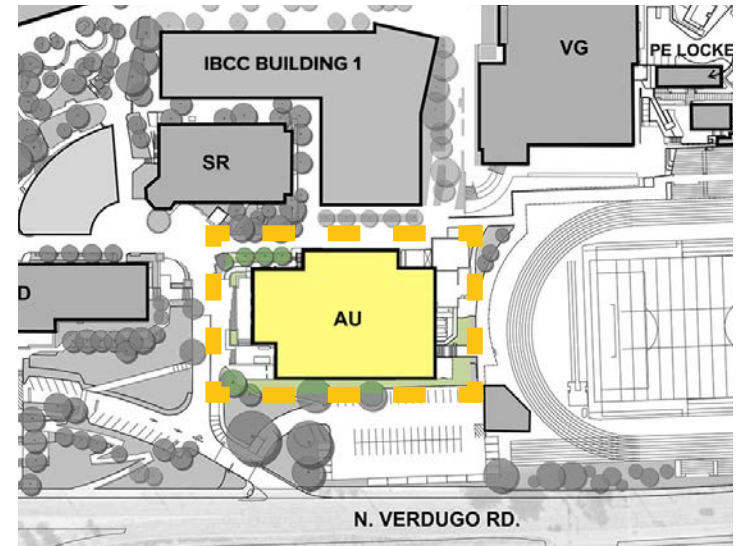 IBCC BUILDING 1
VG
PE LOCKE
SR
D
AU
N. VERDUGO RD.